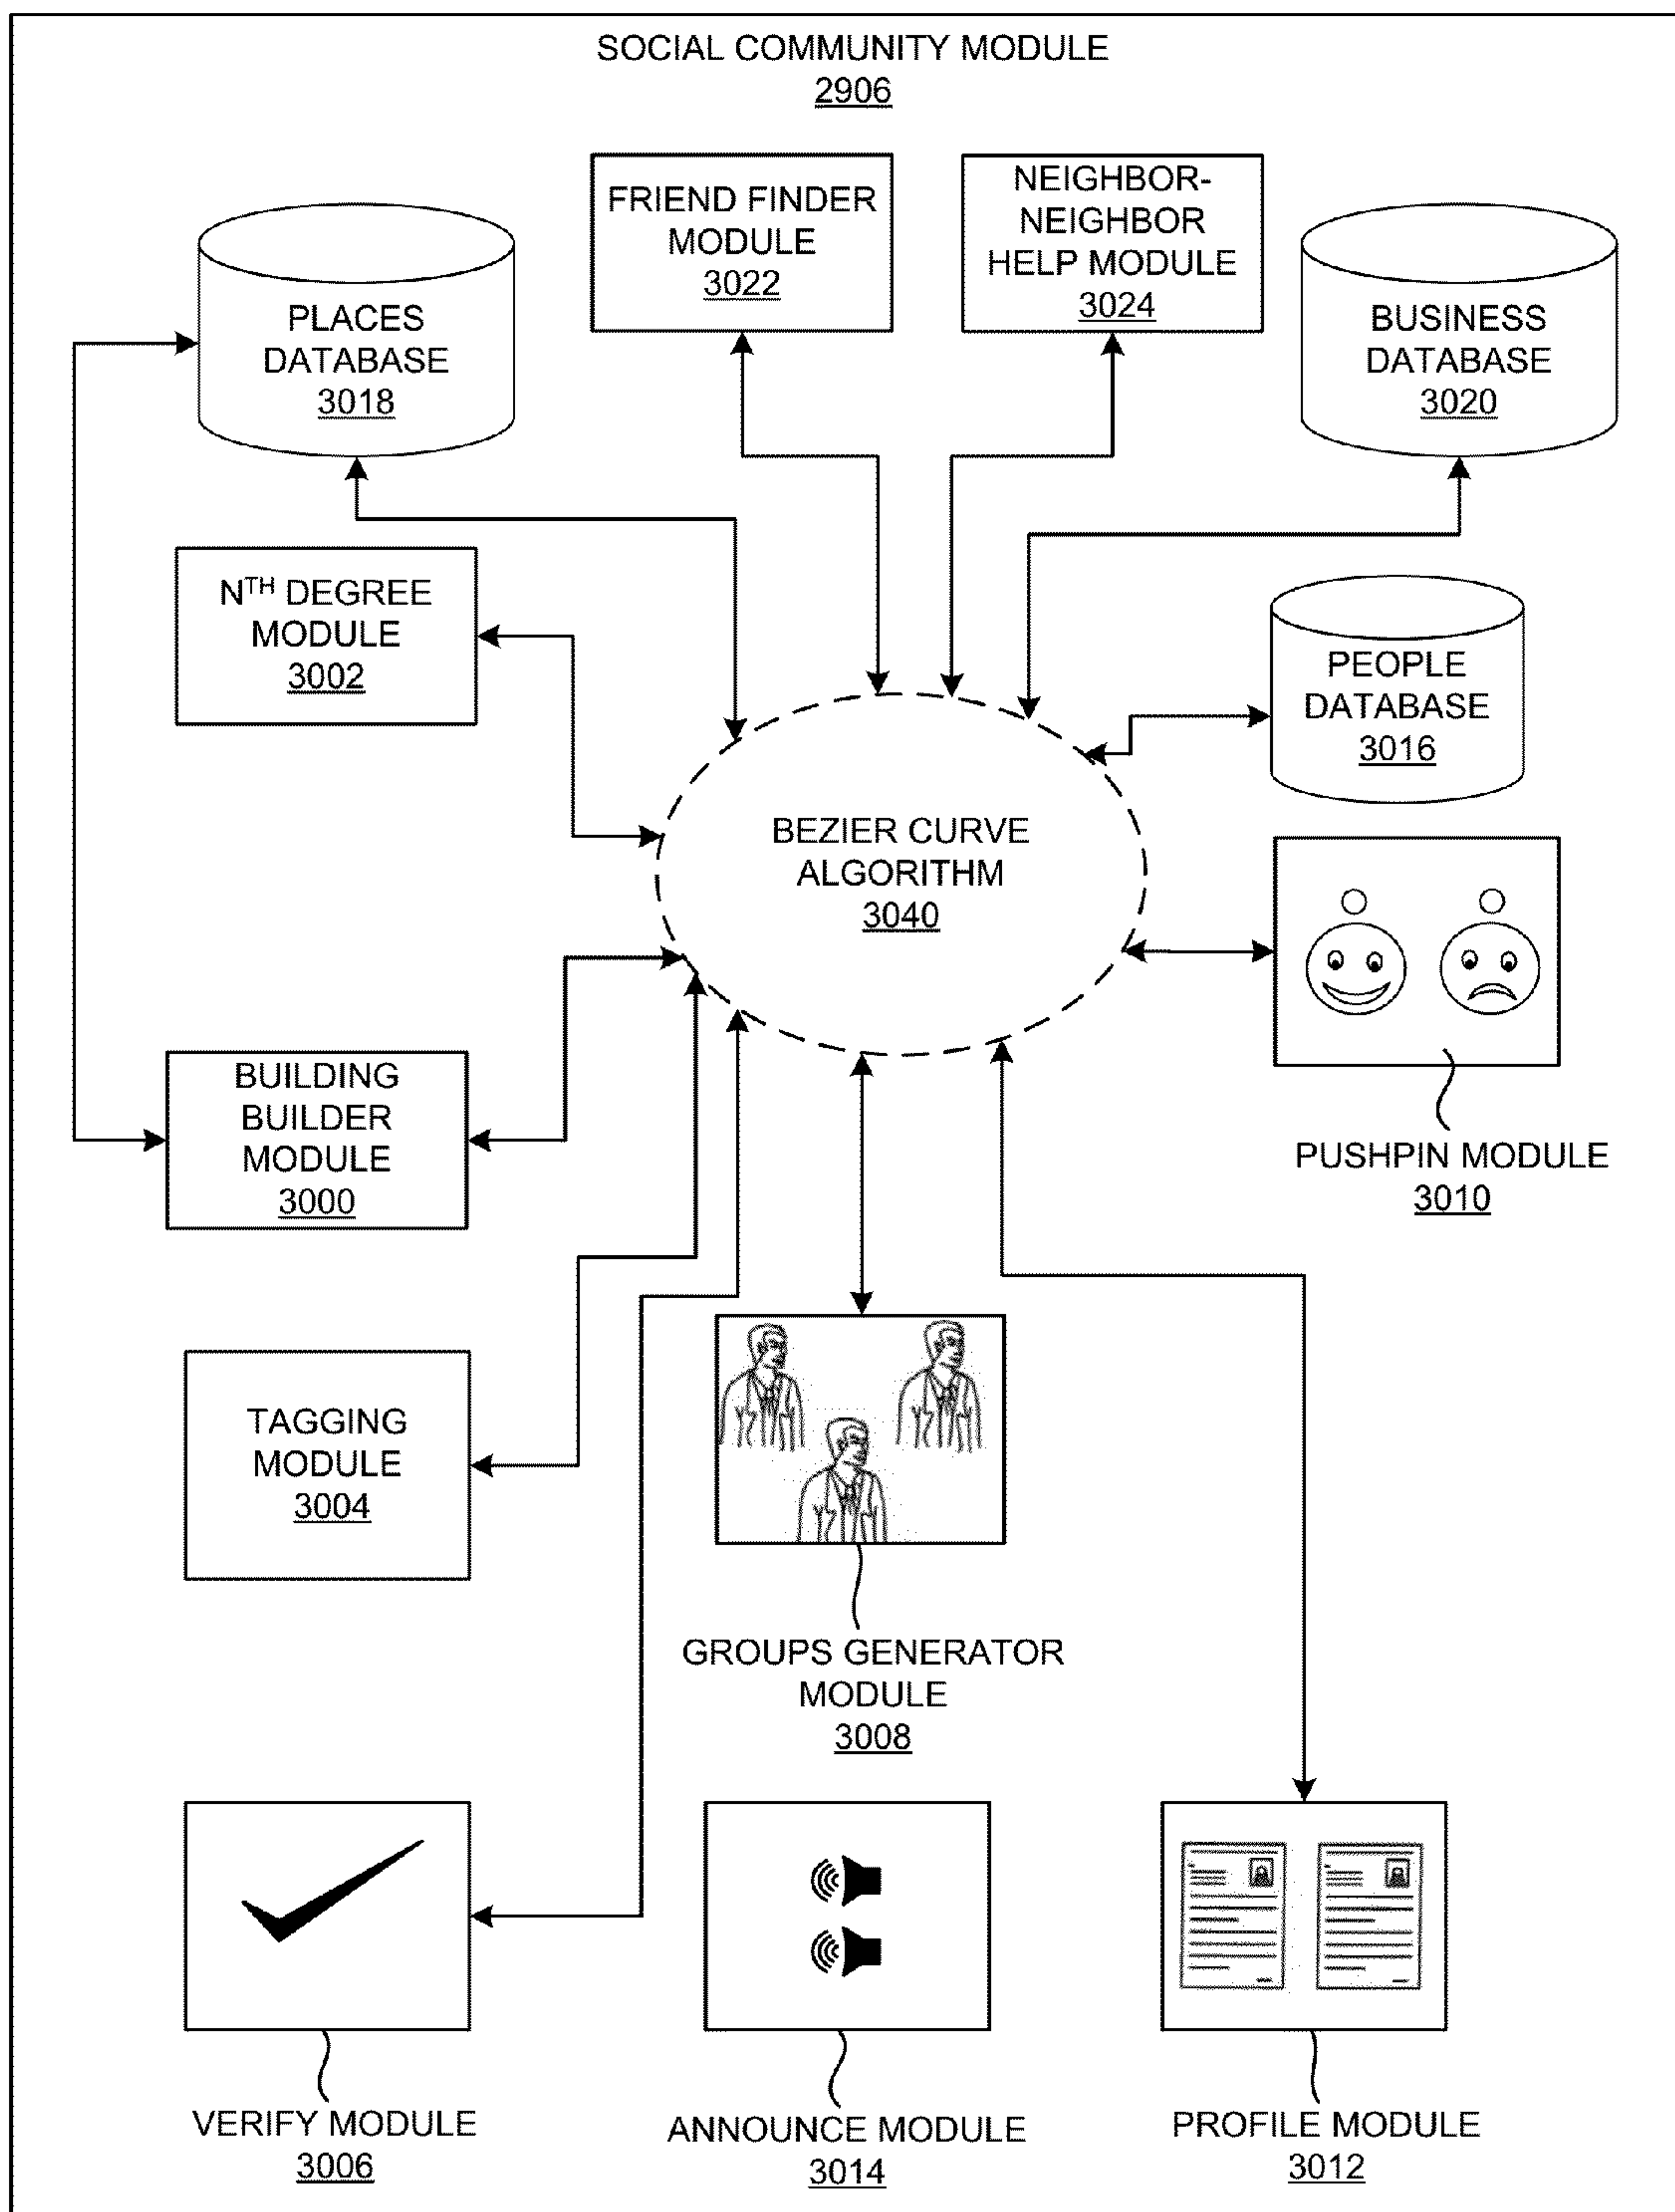 SOCIAL COMMUNITY MODULE
2906
FRIEND FINDER
MODULE
3022
NEIGHBOR-
NEIGHBOR
HELP MODULE
3024
PLACES
DATABASE
3018
BUSINESS
DATABASE
3020
NTH DEGREE
MODULE
3002
PEOPLE
DATABASE
3016
BEZIER CURVE
ALGORITHM
3040
BUILDING
BUILDER
MODULE
3000
PUSHPIN MODULE
3010
TAGGING
MODULE
3004
GROUPS GENERATOR
MODULE
3008
VERIFY MODULE
3006
ANNOUNCE MODULE
3014
PROFILE MODULE
3012